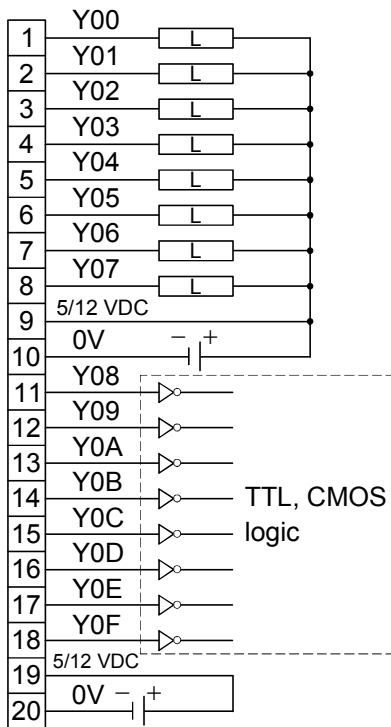 1 Y00 L
2 Y01 L
3 Y02 L
4 Y03 L
5 Y04 L
6 Y05 L
7 Y06 L
8 Y07 L
9 5/12 VDC
10 0V − +
11 Y08
12 Y09
13 Y0A
14 Y0B
15 Y0C
16 Y0D
17 Y0E
18 Y0F
TTL, CMOS
logic
19 5/12 VDC
20 0V − +